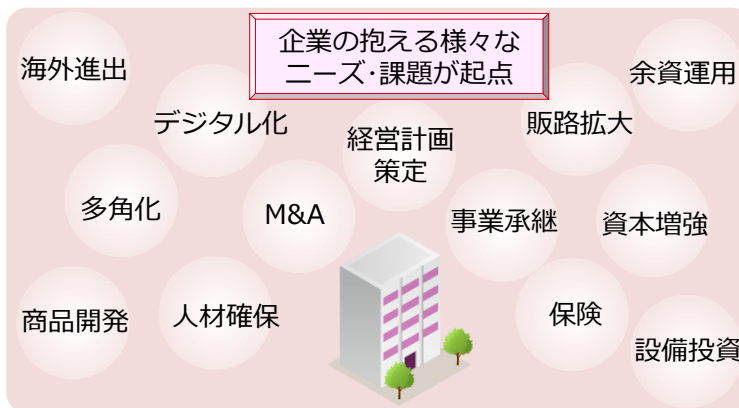 企業の抱える様々な
ニーズ･課題が起点
海外進出
余資運用
デジタル化
経営計画
策定
販路拡大
多角化
M&A
事業承継
資本増強
商品開発
人材確保
保険
設備投資